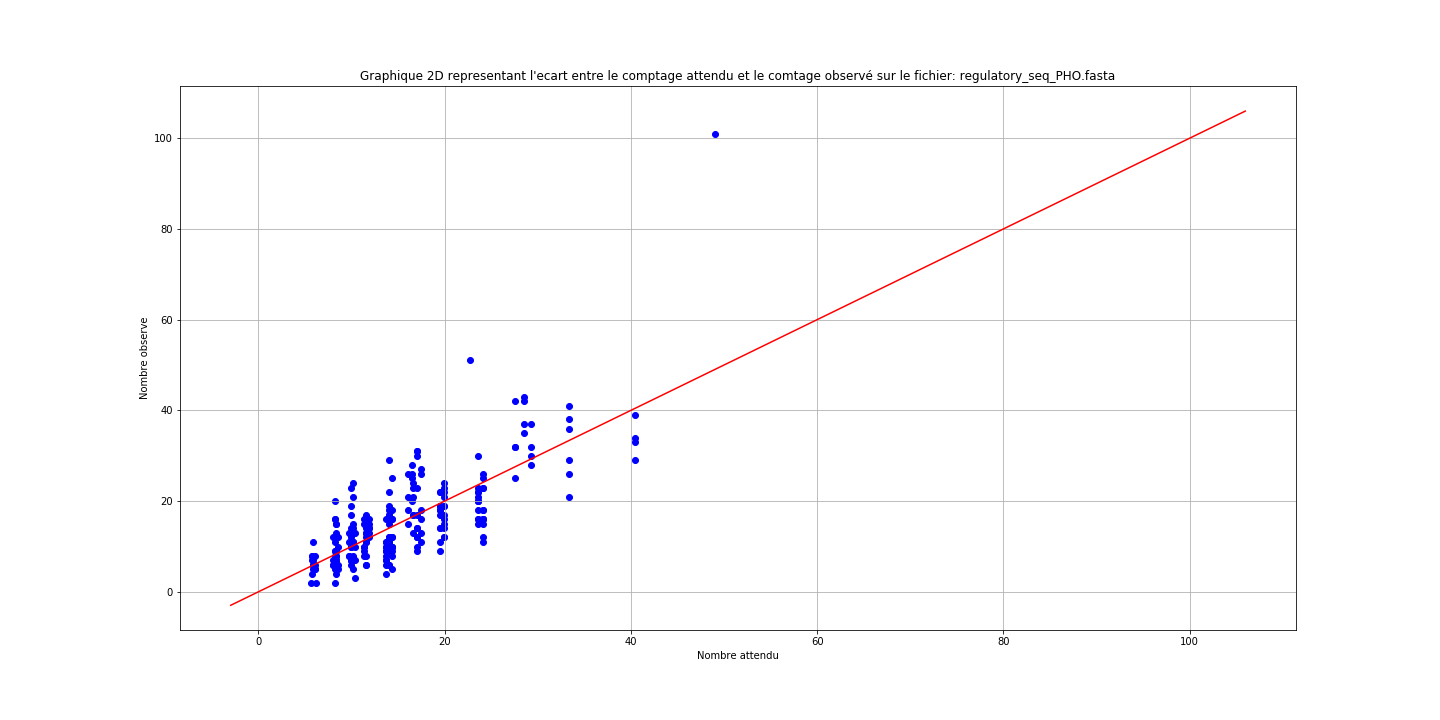 Graphique 2D representant l'ecart entre le comptage attendu et le comtage observé sur le fichier: regulatory_seq_PHO.fasta
100
80
60
40
20
0
Nombre observe
0 20 40 60 80 100
Nombre attendu